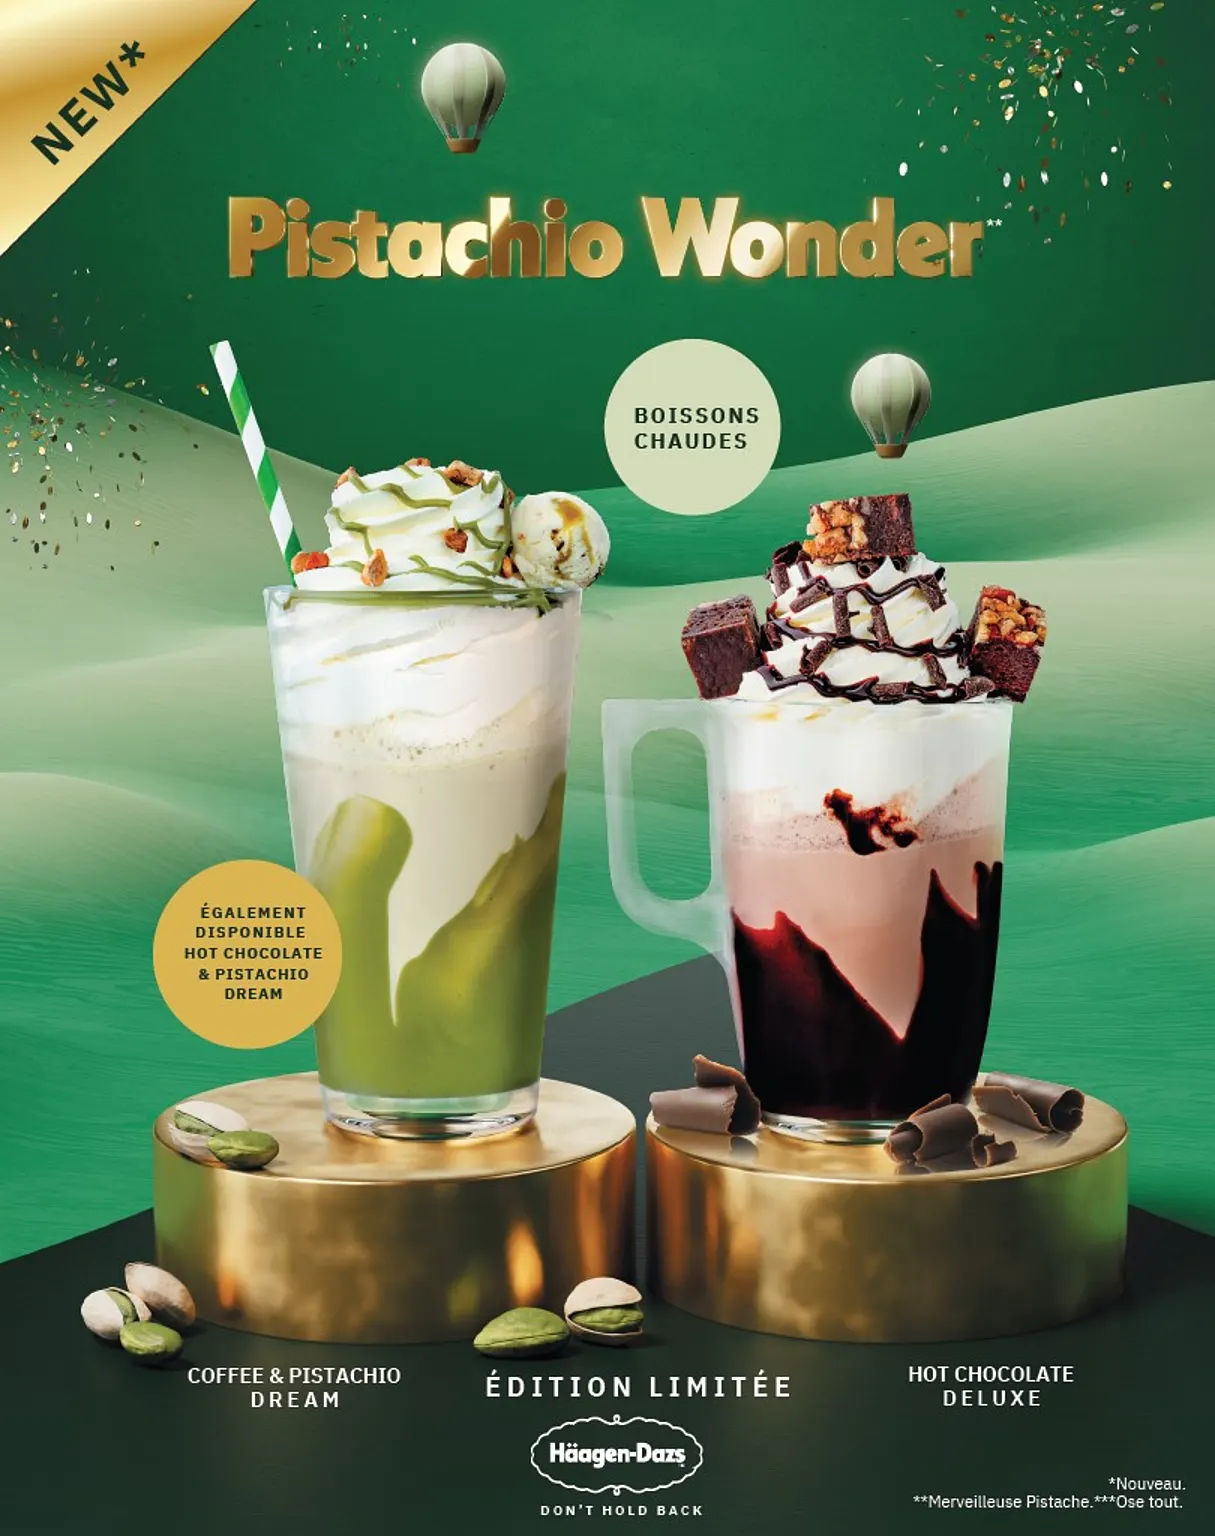 NEW*
Pistachio Wonder**
BOISSONS
CHAUDES
ÉGALEMENT
DISPONIBLE
HOT CHOCOLATE
& PISTACHIO
DREAM
COFFEE & PISTACHIO
DREAM
ÉDITION LIMITÉE
HOT CHOCOLATE
DELUXE
Häagen-Dazs
DON'T HOLD BACK
*Nouveau.
**Merveilleuse Pistache.***Ose tout.